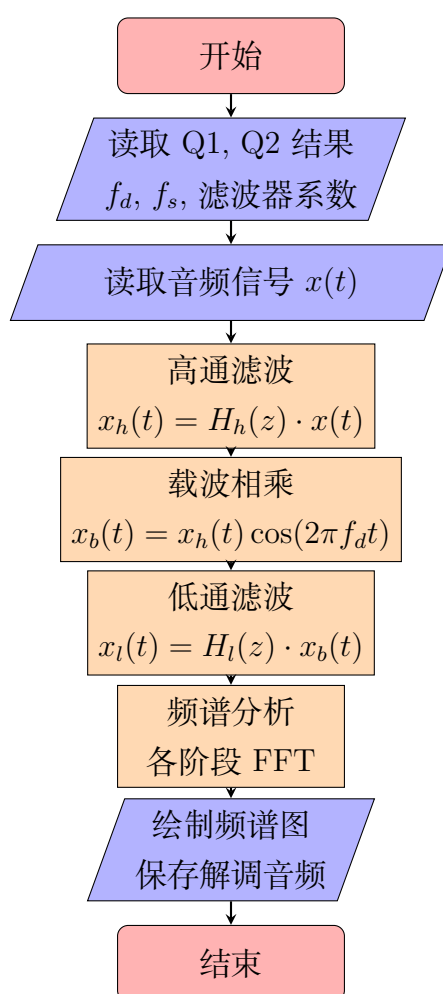 开始
读取 Q1, Q2 结果
f_d, f_s, 滤波器系数
读取音频信号 x(t)
高通滤波
x_h(t) = H_h(z) · x(t)
载波相乘
x_b(t) = x_h(t) cos(2πf_dt)
低通滤波
x_l(t) = H_l(z) · x_b(t)
频谱分析
各阶段 FFT
绘制频谱图
保存解调音频
结束